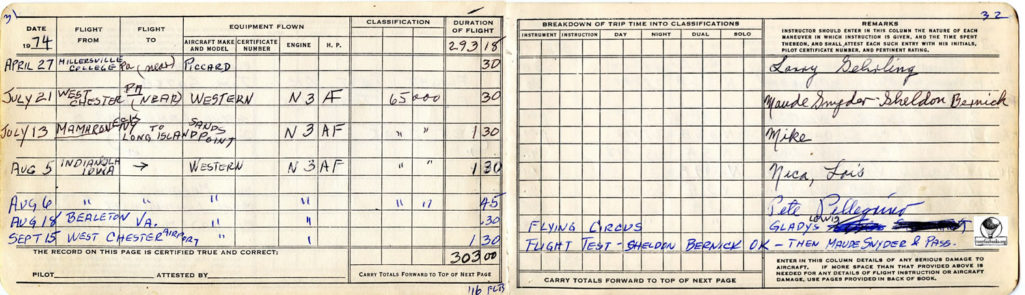 3)
DATE
1974
FLIGHT FROM
FLIGHT TO
EQUIPMENT FLOWN
AIRCRAFT MAKE AND MODEL
CERTIFICATE NUMBER
ENGINE
H. P.
CLASSIFICATION
DURATION OF FLIGHT
293 18
APRIL 27 MILLERSVILLE COLLEGE Pa (near) PICCARD 30
JULY 21 WEST CHESTER PA (NEAR) WESTERN N3AF 65000 30
JULY 13 MAMARONECK NY TO LONG ISLAND SANDS POINT N3AF " " 1 30
AUG 5 INDIANOLA IOWA → WESTERN N3AF " " 1 30
AUG 6 " " " " " " 45
AUG 18 BEALETON VA. " " .30
SEPT 15 WEST CHESTER AIRPORT " " 1 30
THE RECORD ON THIS PAGE IS CERTIFIED TRUE AND CORRECT:
303 00
PILOT ATTESTED BY
CARRY TOTALS FORWARD TO TOP OF NEXT PAGE
116 FLTS
32
BREAKDOWN OF TRIP TIME INTO CLASSIFICATIONS
INSTRUMENT
INSTRUCTION
DAY
NIGHT
DUAL
SOLO
REMARKS
INSTRUCTOR SHOULD ENTER IN THIS COLUMN THE NATURE OF EACH
MANEUVER IN WHICH INSTRUCTION IS GIVEN, AND THE TIME SPENT
THEREON, AND SHALL ATTEST EACH SUCH ENTRY WITH HIS INITIALS,
PILOT CERTIFICATE NUMBER, AND PERTINENT RATING.
Larry Gehrling
Maude Snyder - Sheldon Bernick
Mike
Nica, Lois
Pete Pellegrino
FLYING CIRCUS GLADYS LEWIS
FLIGHT TEST - SHELDON BERNICK OK - THEN MAUDE SNYDER & PASS.
CARRY TOTALS FORWARD TO TOP OF NEXT PAGE
ENTER IN THIS COLUMN DETAILS OF ANY SERIOUS DAMAGE TO
AIRCRAFT. IF MORE SPACE THAN THAT PROVIDED ABOVE IS
NEEDED FOR ANY DETAILS OF FLIGHT INSTRUCTION OR AIRCRAFT
DAMAGE, USE PAGES PROVIDED IN BACK OF BOOK.